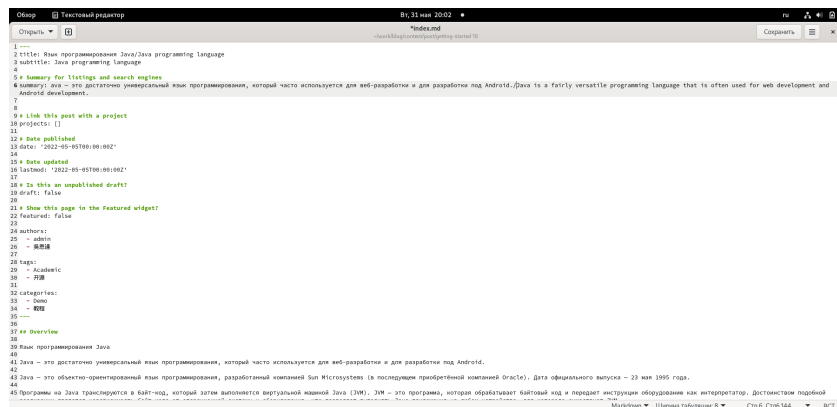 Обзор Текстовый редактор Вт, 31 мая 20:02 ru
Открыть *index.md Сохранить
~/work/blog/content/post/getting-started10
1 ---
2 title: Язык программирования Java/Java programming language
3 subtitle: Java programming language
4
5 # Summary for listings and search engines
6 summary: ava — это достаточно универсальный язык программирования, который часто используется для веб-разработки и для разработки под Android./Java is a fairly versatile programming language that is often used for web development and
Android development.
7
8
9 # Link this post with a project
10 projects: []
11
12 # Date published
13 date: '2022-05-05T00:00:00Z'
14
15 # Date updated
16 lastmod: '2022-05-05T00:00:00Z'
17
18 # Is this an unpublished draft?
19 draft: false
20
21 # Show this page in the Featured widget?
22 featured: false
23
24 authors:
25 - admin
26 - 吳恩達
27
28 tags:
29 - Academic
30 - 开源
31
32 categories:
33 - Demo
34 - 教程
35 ---
36
37 ## Overview
38
39 Язык программирования Java
40
41 Java — это достаточно универсальный язык программирования, который часто используется для веб-разработки и для разработки под Android.
42
43 Java — это объектно-ориентированный язык программирования, разработанный компанией Sun Microsystems (в последующем приобретённой компанией Oracle). Дата официального выпуска — 23 мая 1995 года.
44
45 Программы на Java транслируются в байт-код, который затем выполняется виртуальной машиной Java (JVM). JVM — это программа, которая обрабатывает байтовый код и передает инструкции оборудованию как интерпретатор. Достоинством подобной
Markdown Ширина табуляции: 8 Стр 6, Стлб 144 ВСТ